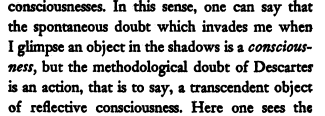 consciousnesses. In this sense, one can say that
the spontaneous doubt which invades me when
I glimpse an object in the shadows is a conscious-
ness, but the methodological doubt of Descartes
is an action, that is to say, a transcendent object
of reflective consciousness. Here one sees the